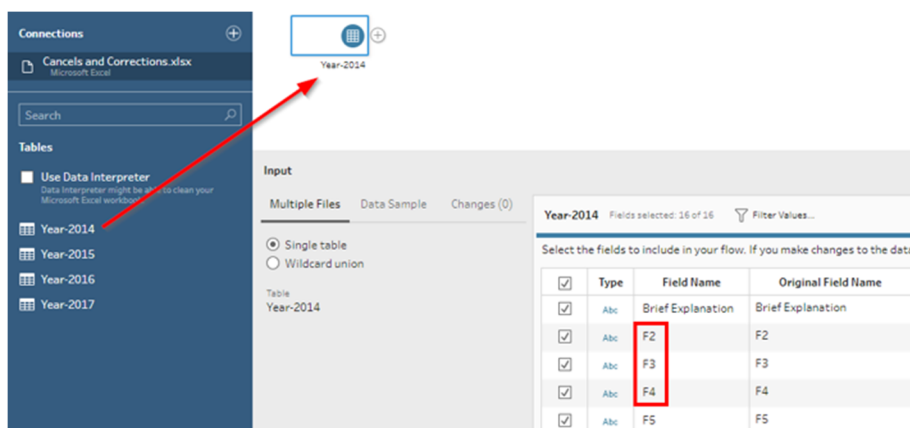 Connections
Cancels and Corrections.xlsx
Microsoft Excel
Search
Tables
Use Data Interpreter
Data Interpreter might be able to clean your
Microsoft Excel workbook.
Year-2014
Year-2015
Year-2016
Year-2017
Year-2014
Input
Multiple Files Data Sample Changes (0)
Single table
Wildcard union
Table
Year-2014
Year-2014 Fields selected: 16 of 16 Filter Values...
Select the fields to include in your flow. If you make changes to the data
Type Field Name Original Field Name
Abc Brief Explanation Brief Explanation
Abc F2 F2
Abc F3 F3
Abc F4 F4
Abc F5 F5